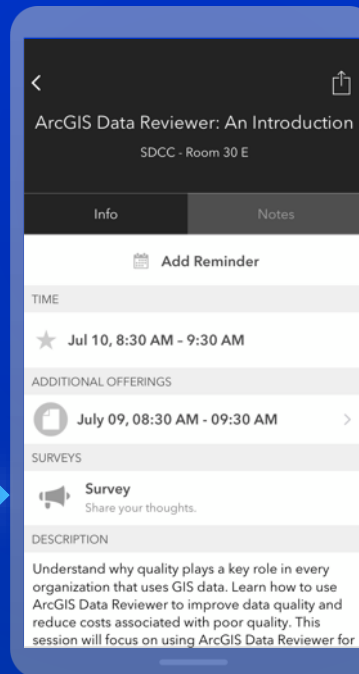 ArcGIS Data Reviewer: An Introduction
SDCC - Room 30 E
Info
Notes
Add Reminder
TIME
Jul 10, 8:30 AM – 9:30 AM
ADDITIONAL OFFERINGS
July 09, 08:30 AM - 09:30 AM
SURVEYS
Survey
Share your thoughts.
DESCRIPTION
Understand why quality plays a key role in every
organization that uses GIS data. Learn how to use
ArcGIS Data Reviewer to improve data quality and
reduce costs associated with poor quality. This
session will focus on using ArcGIS Data Reviewer for